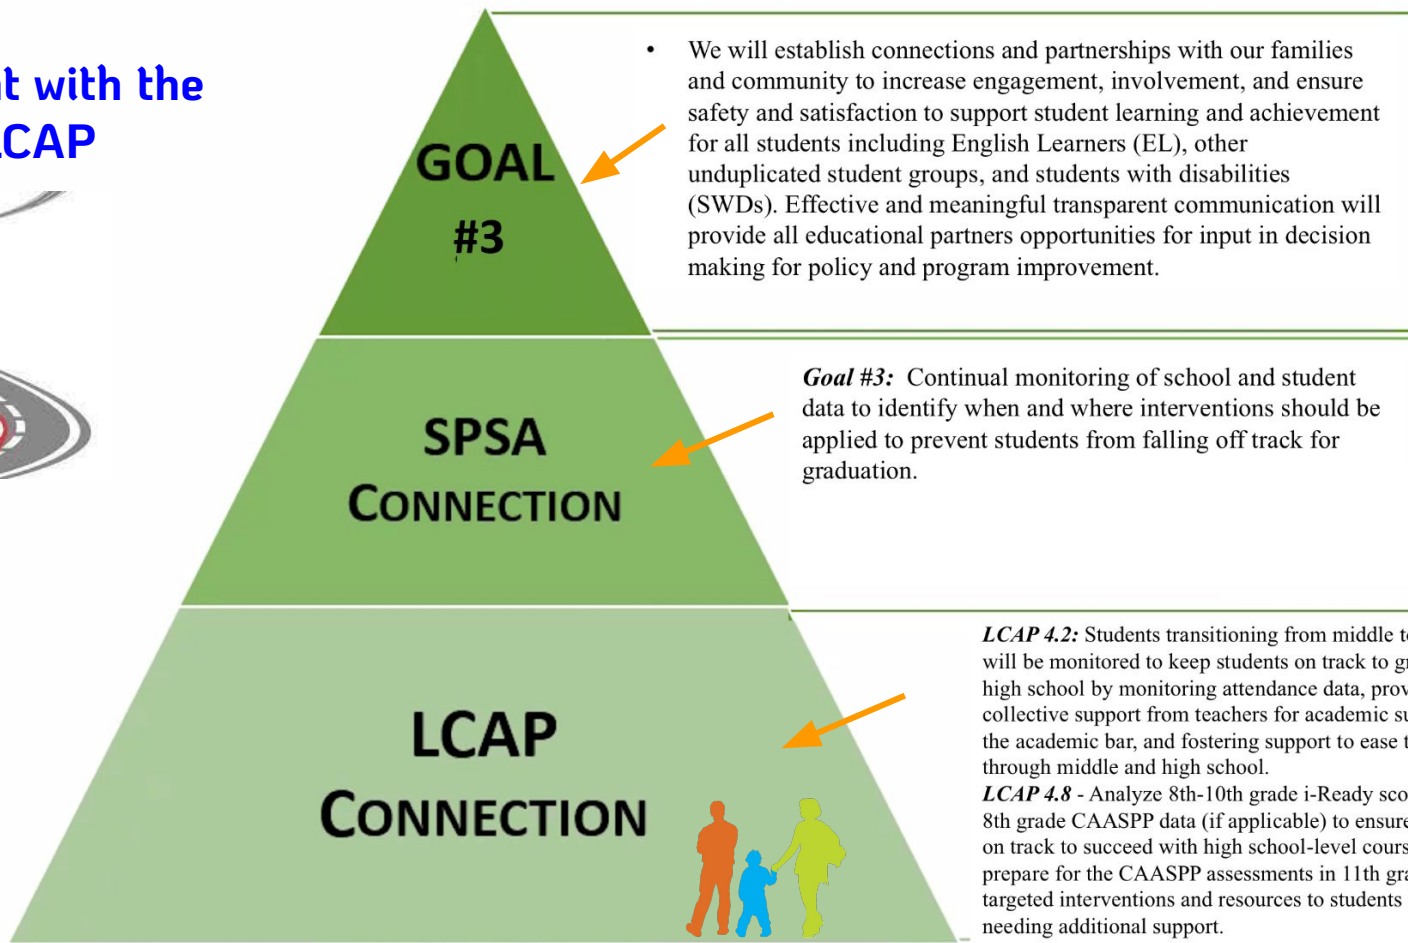 with the
LCAP
GOAL
#3
• We will establish connections and partnerships with our families
and community to increase engagement, involvement, and ensure
safety and satisfaction to support student learning and achievement
for all students including English Learners (EL), other
unduplicated student groups, and students with disabilities
(SWDs). Effective and meaningful transparent communication will
provide all educational partners opportunities for input in decision
making for policy and program improvement.
SPSA
CONNECTION
Goal #3: Continual monitoring of school and student
data to identify when and where interventions should be
applied to prevent students from falling off track for
graduation.
LCAP
CONNECTION
LCAP 4.2: Students transitioning from middle
will be monitored to keep students on track to
high school by monitoring attendance data,
collective support from teachers for academic
the academic bar, and fostering support to ease
through middle and high school.
LCAP 4.8 - Analyze 8th-10th grade i-Ready
8th grade CAASPP data (if applicable) to ensure
on track to succeed with high school-level
prepare for the CAASPP assessments in 11th
targeted interventions and resources to students
needing additional support.